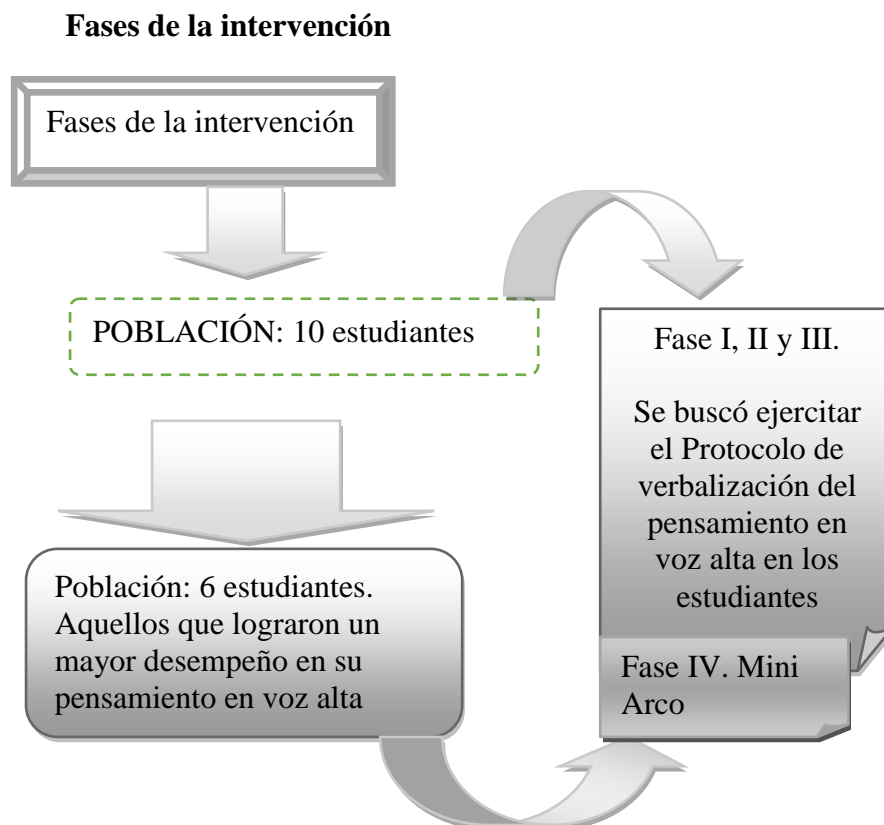 Fases de la intervención
Fases de la intervención
POBLACIÓN: 10 estudiantes
Fase I, II y III.
Se buscó ejercitar
el Protocolo de
verbalización del
pensamiento en
voz alta en los
estudiantes
Población: 6 estudiantes.
Aquellos que lograron un
mayor desempeño en su
pensamiento en voz alta
Fase IV. Mini
Arco